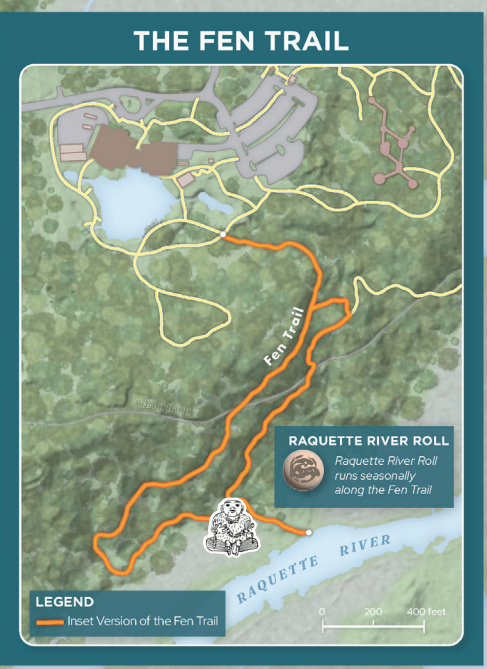 THE FEN TRAIL
Fen Trail
RAQUETTE RIVER ROLL
Raquette River Roll
runs seasonally
along the Fen Trail
RAQUETTE RIVER
LEGEND
Inset Version of the Fen Trail
0 200 400 feet